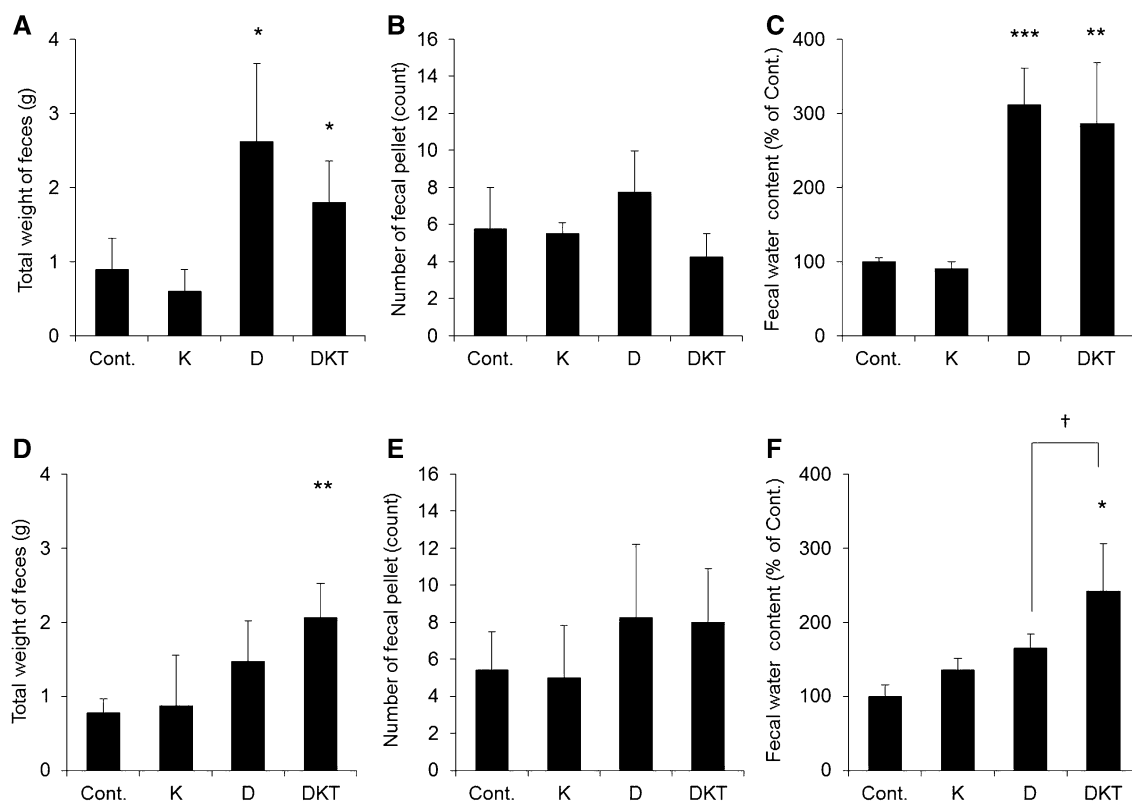 A
Total weight of feces (g)
4
3
2
1
0
*
*
Cont. K D DKT
B
Number of fecal pellet (count)
16
14
12
10
8
6
4
2
0
Cont. K D DKT
C
Fecal water content (% of Cont.)
400
300
200
100
0
***
**
Cont. K D DKT
D
Total weight of feces (g)
4
3
2
1
0
**
Cont. K D DKT
E
Number of fecal pellet (count)
16
14
12
10
8
6
4
2
0
Cont. K D DKT
F
Fecal water content (% of Cont.)
400
300
200
100
0
†
*
Cont. K D DKT